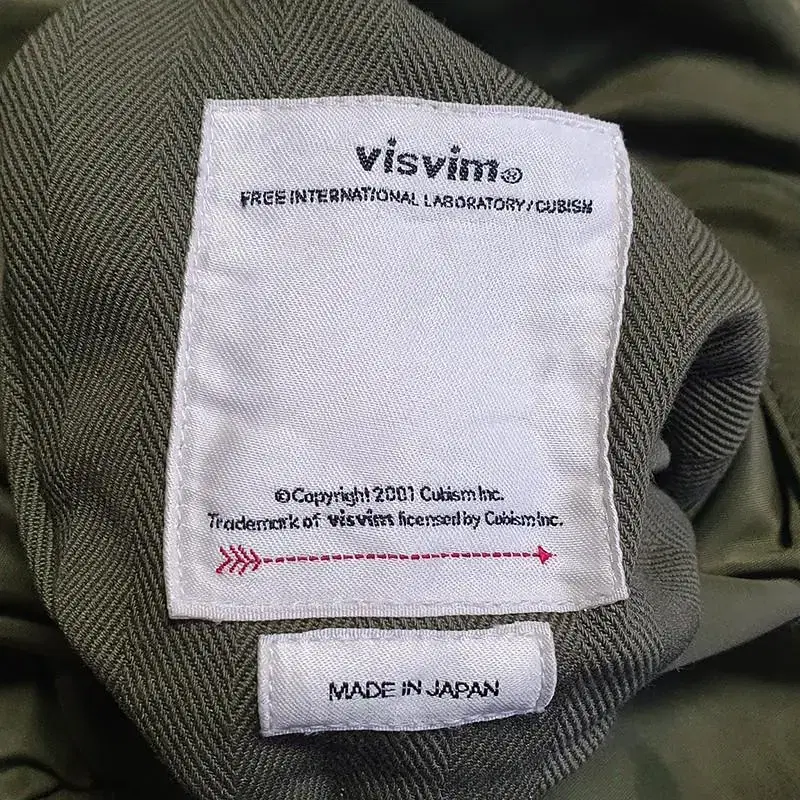 visvim®
FREE INTERNATIONAL LABORATORY/CUBISM
©Copyright 2001 Cubism Inc.
Trademark of visvim licensed by Cubism Inc.
MADE IN JAPAN